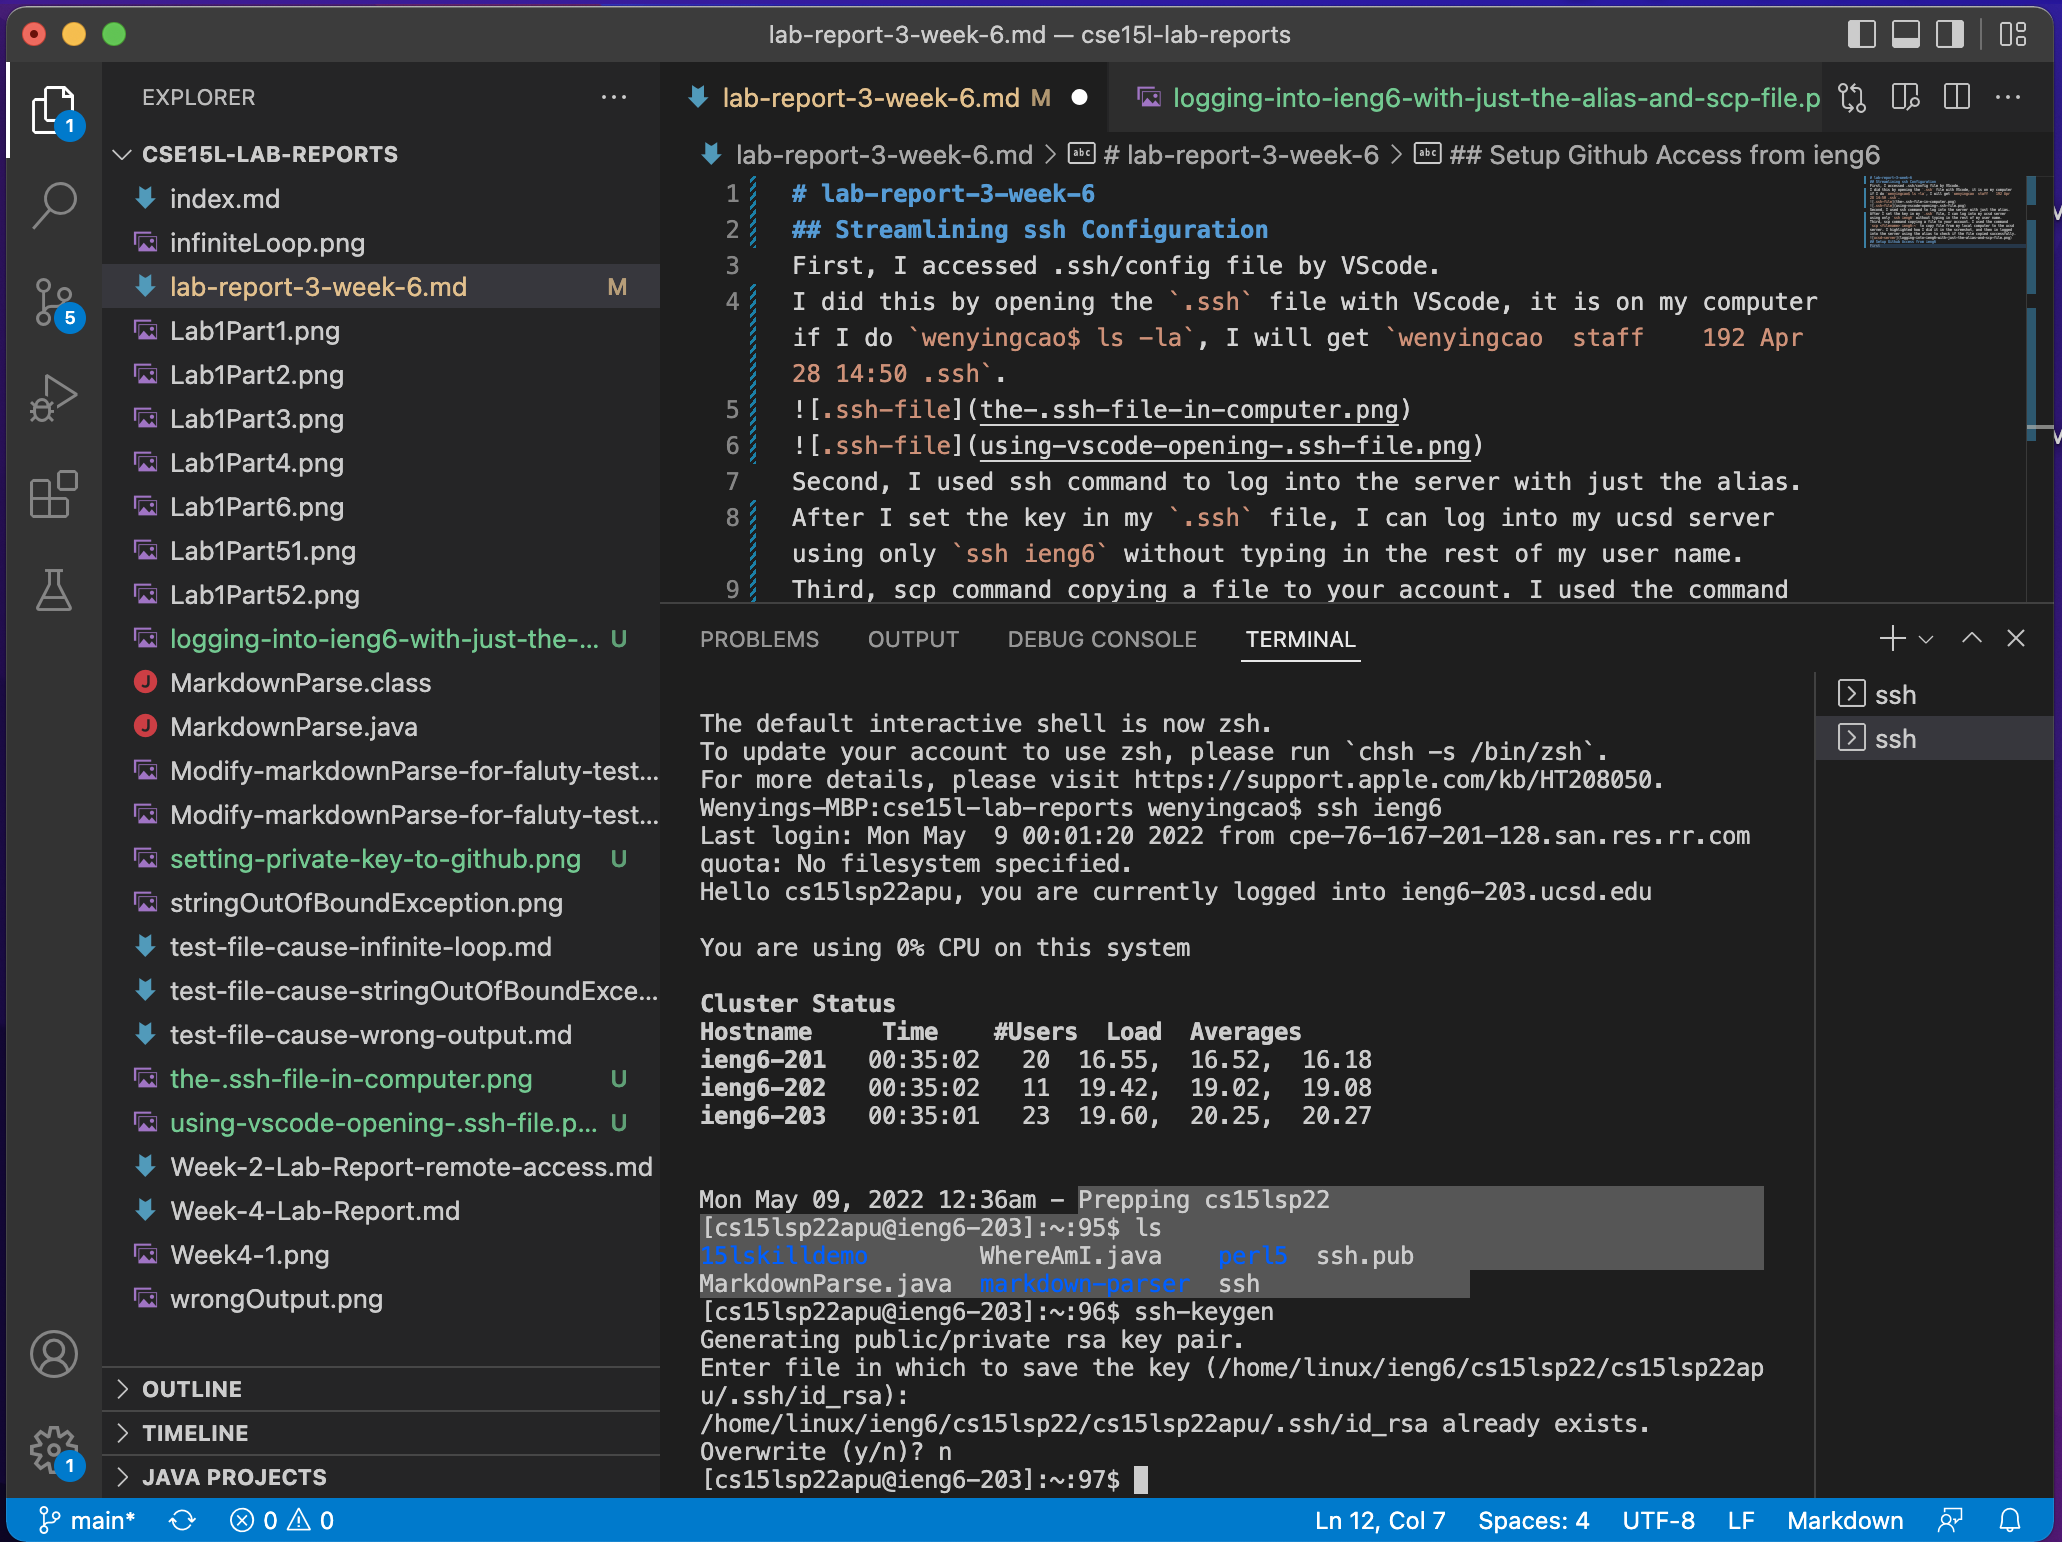 lab-report-3-week-6.md — cse15l-lab-reports
EXPLORER
CSE15L-LAB-REPORTS
index.md
infiniteLoop.png
lab-report-3-week-6.md M
Lab1Part1.png
Lab1Part2.png
Lab1Part3.png
Lab1Part4.png
Lab1Part6.png
Lab1Part51.png
Lab1Part52.png
logging-into-ieng6-with-just-the-... U
MarkdownParse.class
MarkdownParse.java
Modify-markdownParse-for-faluty-test...
Modify-markdownParse-for-faluty-test...
setting-private-key-to-github.png U
stringOutOfBoundException.png
test-file-cause-infinite-loop.md
test-file-cause-stringOutOfBoundExce...
test-file-cause-wrong-output.md
the-.ssh-file-in-computer.png U
using-vscode-opening-.ssh-file.p... U
Week-2-Lab-Report-remote-access.md
Week-4-Lab-Report.md
Week4-1.png
wrongOutput.png
OUTLINE
TIMELINE
JAVA PROJECTS
1
5
1
lab-report-3-week-6.md M
logging-into-ieng6-with-just-the-alias-and-scp-file.p
lab-report-3-week-6.md > # lab-report-3-week-6 > ## Setup Github Access from ieng6
1 # lab-report-3-week-6
2 ## Streamlining ssh Configuration
3 First, I accessed .ssh/config file by VScode.
4 I did this by opening the `.ssh` file with VScode, it is on my computer
if I do `wenyingcao$ ls -la`, I will get `wenyingcao  staff    192 Apr
28 14:50 .ssh`.
5 ![.ssh-file](the-.ssh-file-in-computer.png)
6 ![.ssh-file](using-vscode-opening-.ssh-file.png)
7 Second, I used ssh command to log into the server with just the alias.
8 After I set the key in my `.ssh` file, I can log into my ucsd server
using only `ssh ieng6` without typing in the rest of my user name.
9 Third, scp command copying a file to your account. I used the command
PROBLEMS OUTPUT DEBUG CONSOLE TERMINAL
ssh
ssh
The default interactive shell is now zsh.
To update your account to use zsh, please run `chsh -s /bin/zsh`.
For more details, please visit https://support.apple.com/kb/HT208050.
Wenyings-MBP:cse15l-lab-reports wenyingcao$ ssh ieng6
Last login: Mon May  9 00:01:20 2022 from cpe-76-167-201-128.san.res.rr.com
quota: No filesystem specified.
Hello cs15lsp22apu, you are currently logged into ieng6-203.ucsd.edu
You are using 0% CPU on this system
Cluster Status
Hostname     Time    #Users  Load  Averages
ieng6-201   00:35:02   20  16.55,  16.52,  16.18
ieng6-202   00:35:02   11  19.42,  19.02,  19.08
ieng6-203   00:35:01   23  19.60,  20.25,  20.27
Mon May 09, 2022 12:36am - Prepping cs15lsp22
[cs15lsp22apu@ieng6-203]:~:95$ ls
15lskilldemo        WhereAmI.java    perl5  ssh.pub
MarkdownParse.java  markdown-parser  ssh
[cs15lsp22apu@ieng6-203]:~:96$ ssh-keygen
Generating public/private rsa key pair.
Enter file in which to save the key (/home/linux/ieng6/cs15lsp22/cs15lsp22ap
u/.ssh/id_rsa):
/home/linux/ieng6/cs15lsp22/cs15lsp22apu/.ssh/id_rsa already exists.
Overwrite (y/n)? n
[cs15lsp22apu@ieng6-203]:~:97$
main* 0 0 Ln 12, Col 7 Spaces: 4 UTF-8 LF Markdown